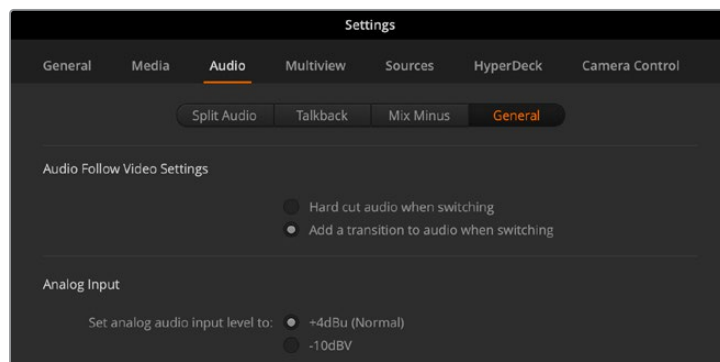 Settings
General Media Audio Multiview Sources HyperDeck Camera Control
Split Audio Talkback Mix Minus General
Audio Follow Video Settings
Hard cut audio when switching
Add a transition to audio when switching
Analog Input
Set analog audio input level to: +4dBu (Normal)
-10dBV